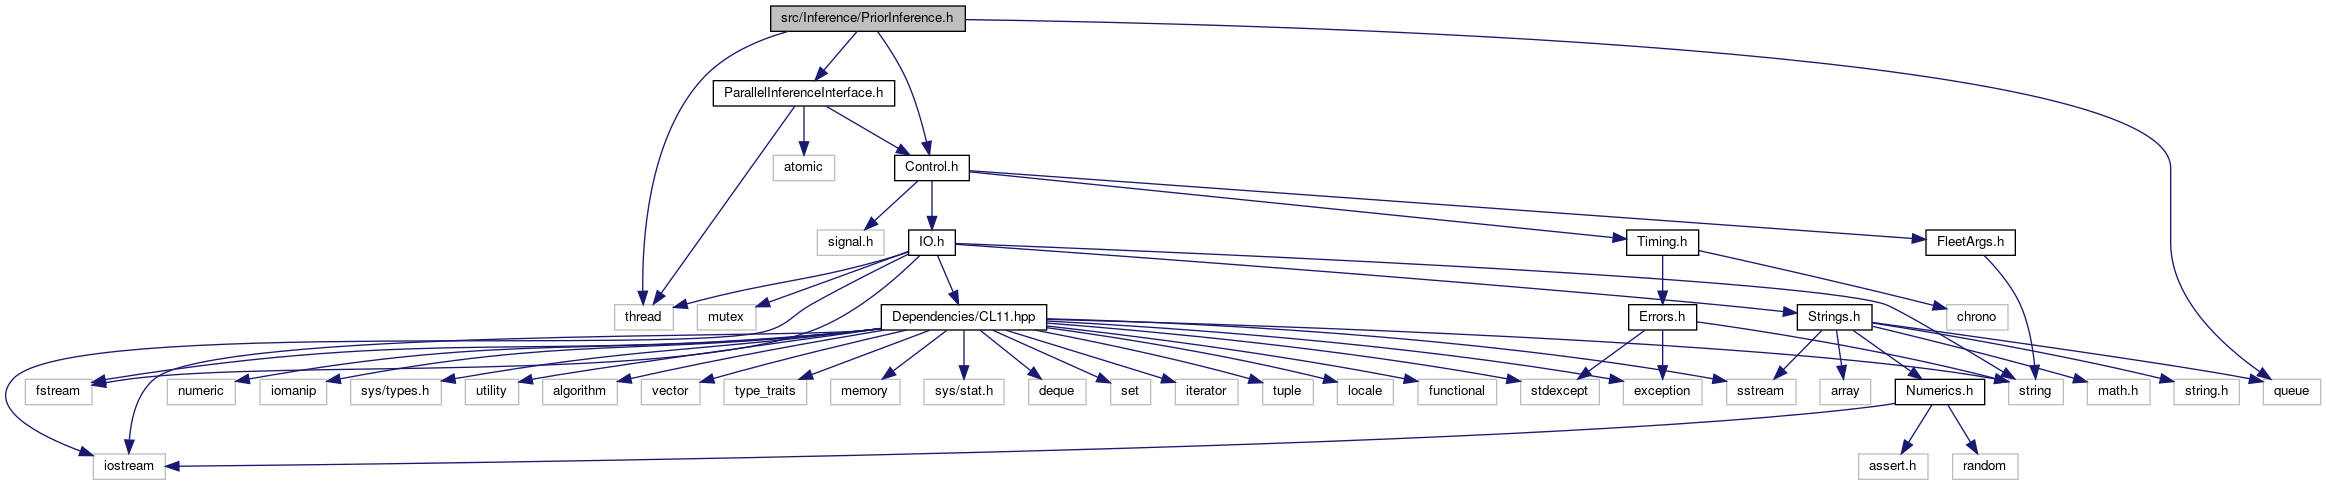 src/Inference/PriorInference.h
ParallelInferenceInterface.h
atomic
Control.h
signal.h
IO.h
Timing.h
FleetArgs.h
thread
mutex
Dependencies/CL11.hpp
Errors.h
Strings.h
chrono
fstream
numeric
iomanip
sys/types.h
utility
algorithm
vector
type_traits
memory
sys/stat.h
deque
set
iterator
tuple
locale
functional
stdexcept
exception
sstream
array
Numerics.h
string
math.h
string.h
queue
iostream
assert.h
random